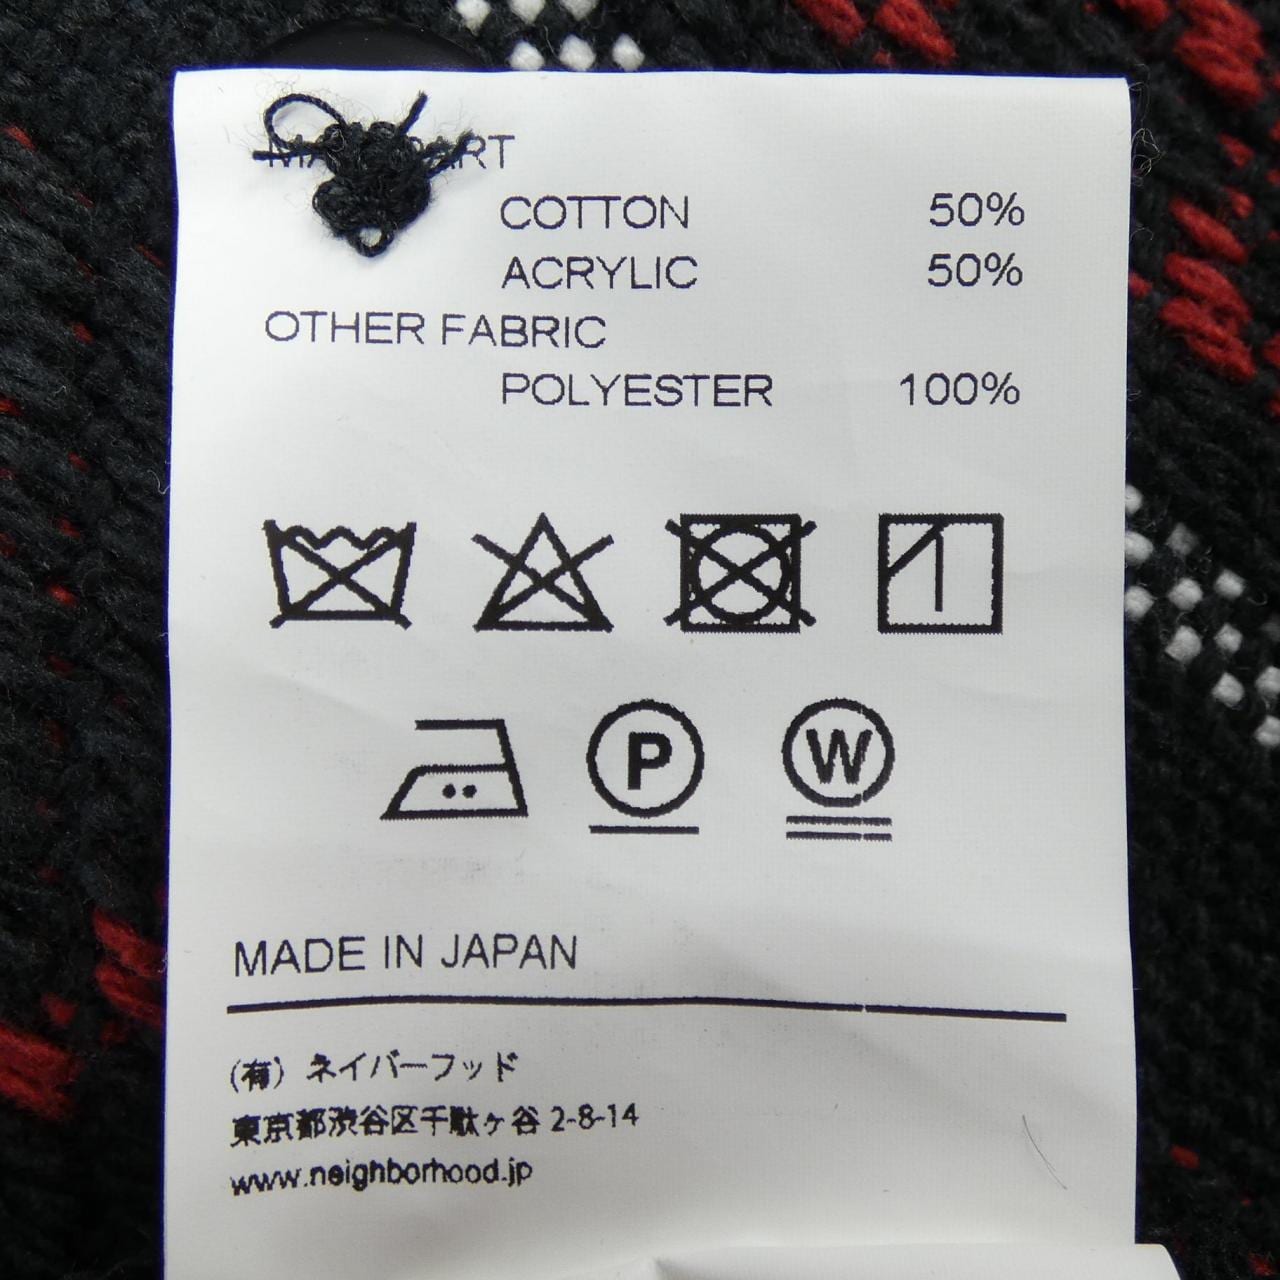 COTTON 50%
ACRYLIC 50%
OTHER FABRIC
POLYESTER 100%
P W
MADE IN JAPAN
(有) ネイバーフッド
東京都渋谷区千駄ヶ谷 2-8-14
www.neighborhood.jp